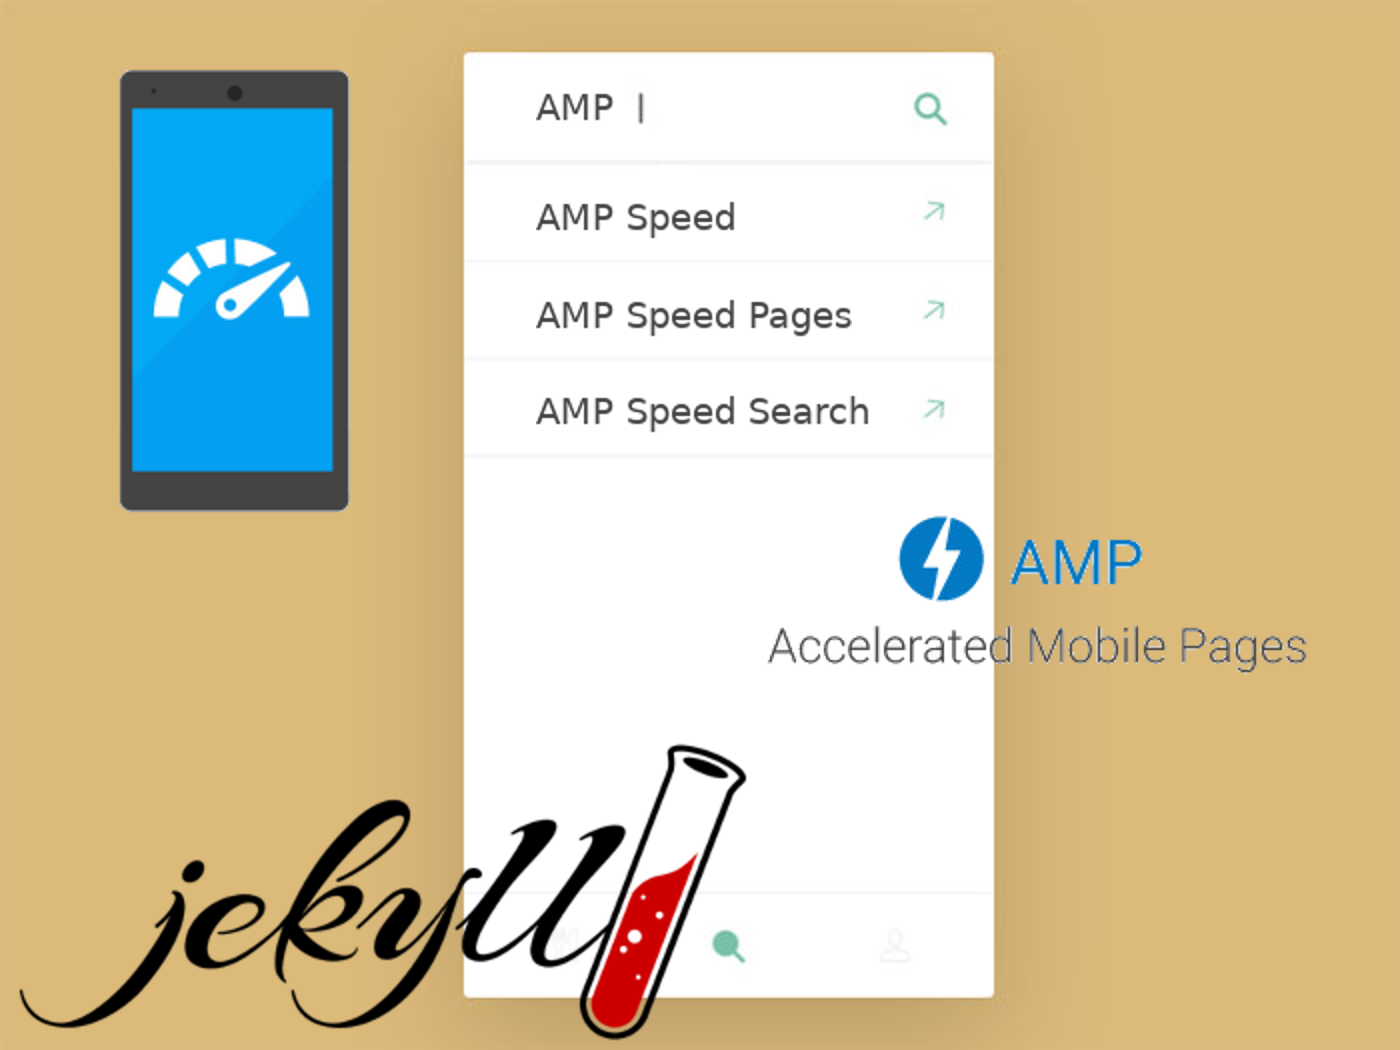 AMP |
AMP Speed
AMP Speed Pages
AMP Speed Search
AMP
Accelerated Mobile Pages
jekyll